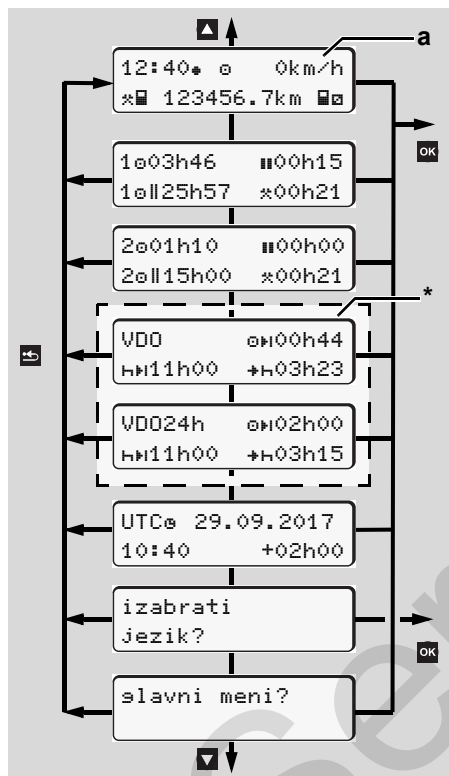 a
12:40 0km/h
123456.7km
OK
1 03h46 00h15
1 25h57 00h21
2 01h10 00h00
2 15h00 00h21
*
VDO 00h44
11h00 03h23
VDO24h 02h00
11h00 03h15
UTC 29.09.2017
10:40 +02h00
izabrati
jezik?
OK
glavni meni?